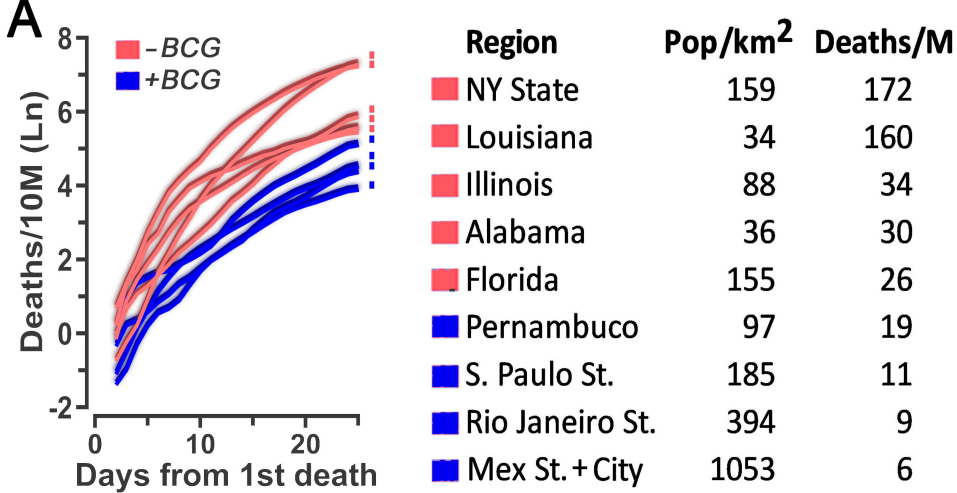 A
Deaths/10M (Ln)
8
6
4
2
0
-2
−BCG
+BCG
0 10 20
Days from 1st death
Region Pop/km² Deaths/M
NY State 159 172
Louisiana 34 160
Illinois 88 34
Alabama 36 30
Florida 155 26
Pernambuco 97 19
S. Paulo St. 185 11
Rio Janeiro St. 394 9
Mex St. + City 1053 6